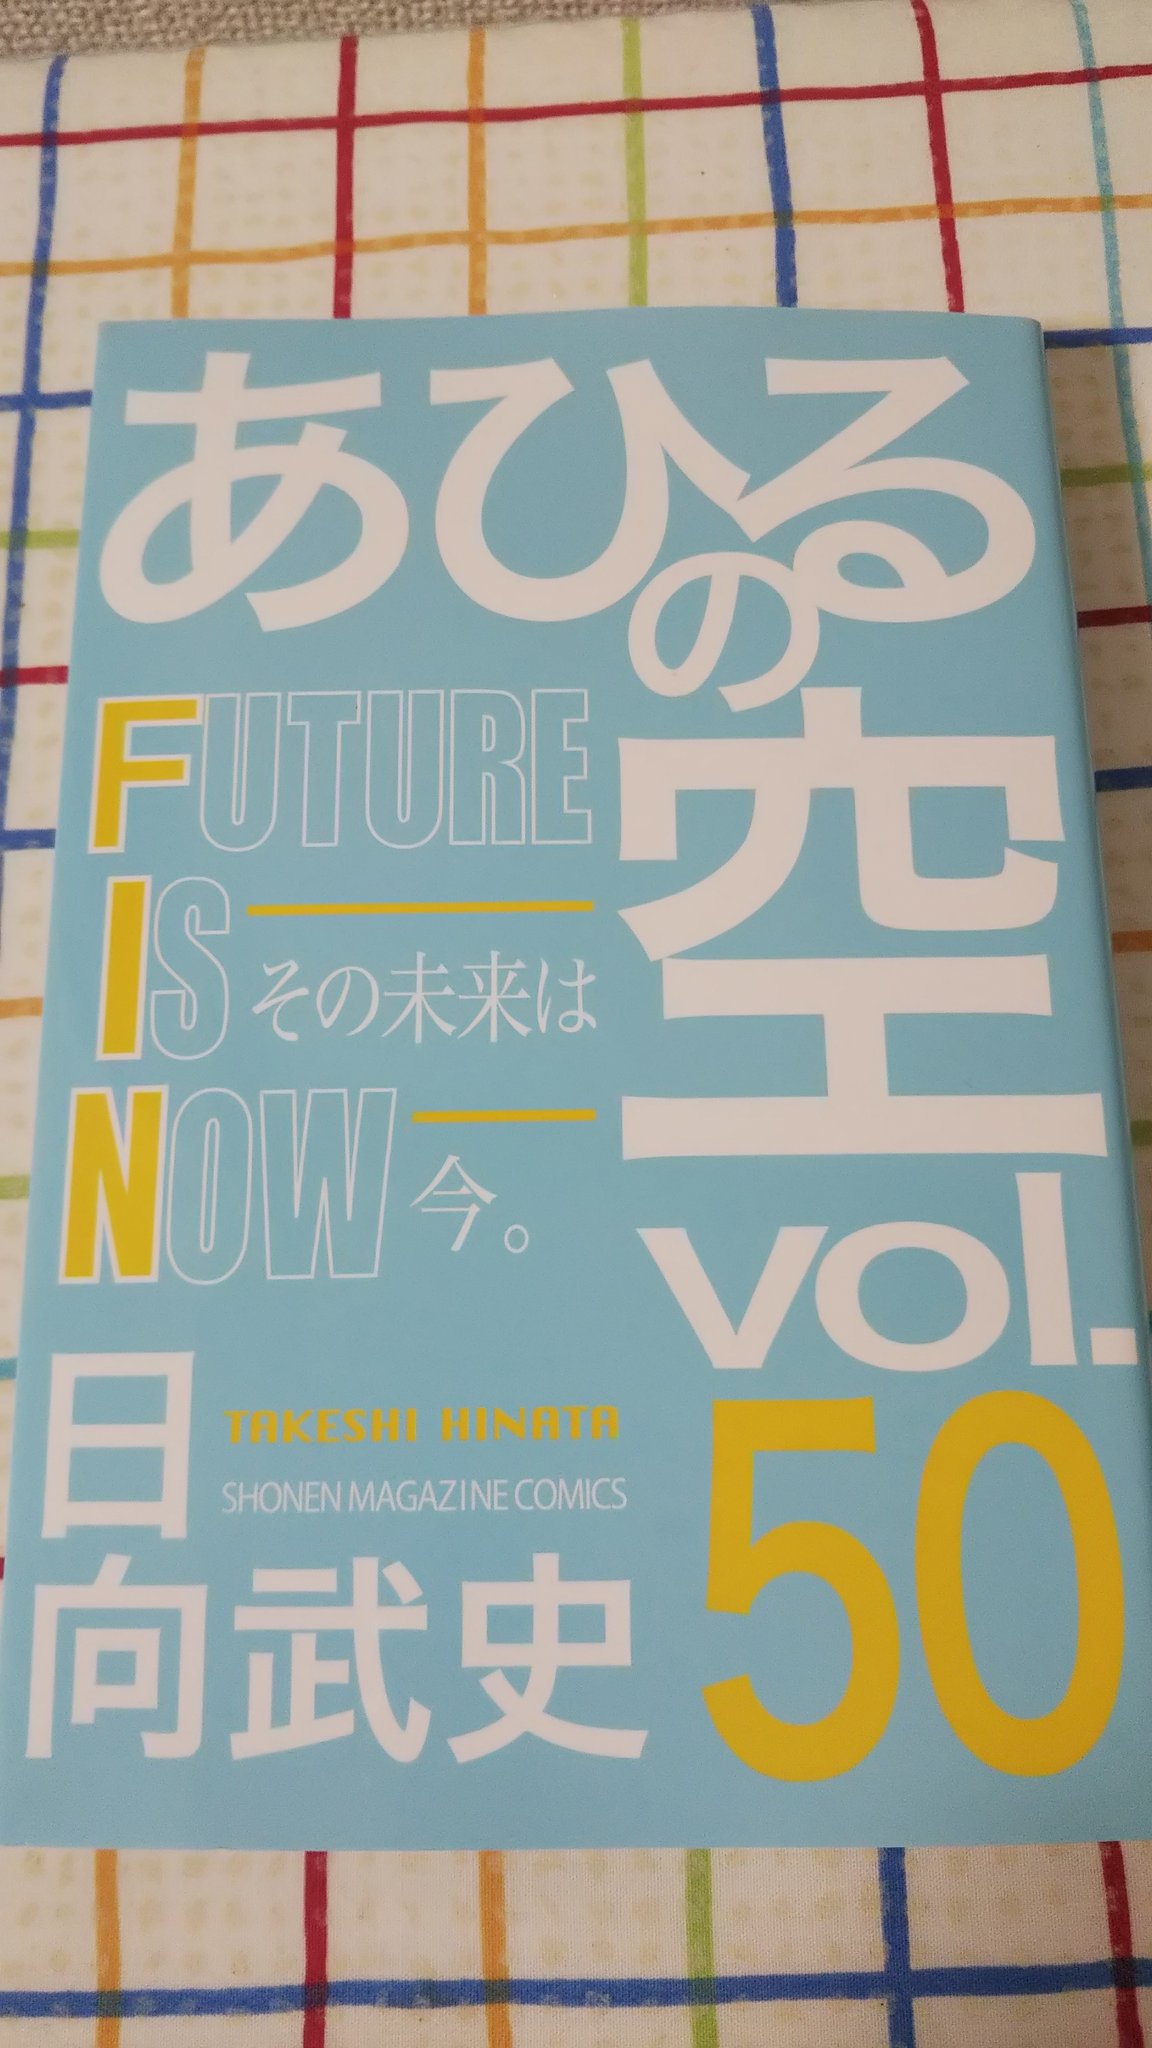 あひるの空
FUTURE
IS
その未来は
NOW
今。
vol.
50
TAKESHI HINATA
SHONEN MAGAZINE COMICS
日向武史